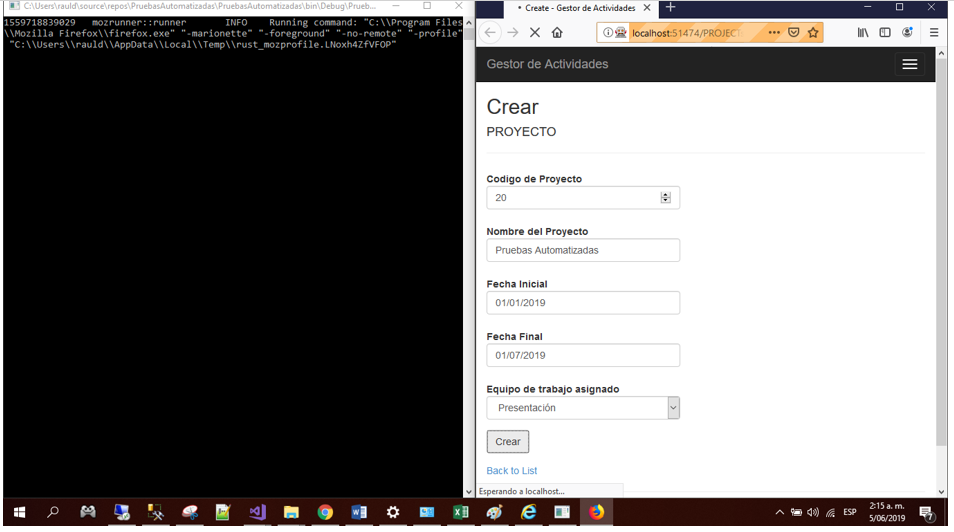 C:\Users\rauld\source\repos\PruebasAutomatizadas\PruebasAutomatizadas\bin\Debug\Prueb...
1559718839029 mozrunner::runner INFO Running command: "C:\\Program Files
\\Mozilla Firefox\\firefox.exe" "-marionette" "-foreground" "-no-remote" "-profile"
"C:\\Users\\rauld\\AppData\\Local\\Temp\\rust_mozprofile.LNoxh4ZfVFOP"
• Create - Gestor de Actividades
localhost:51474/PROJECT
Gestor de Actividades
Crear
PROYECTO
Codigo de Proyecto
20
Nombre del Proyecto
Pruebas Automatizadas
Fecha Inicial
01/01/2019
Fecha Final
01/07/2019
Equipo de trabajo asignado
Presentación
Crear
Back to List
Esperando a localhost...
ESP
2:15 a. m.
5/06/2019
7